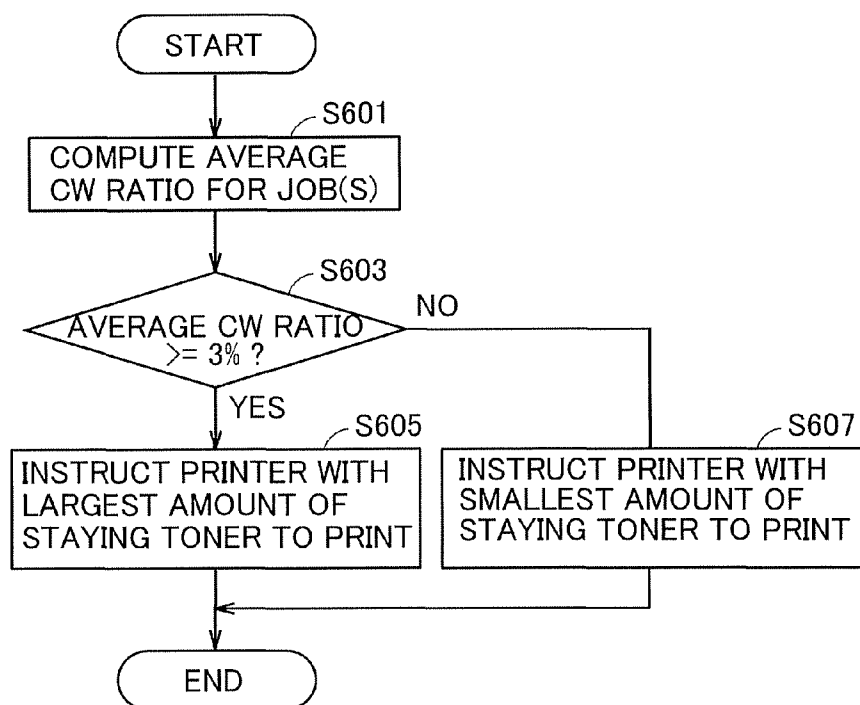 START
S601
COMPUTE AVERAGE
CW RATIO FOR JOB(S)
S603
AVERAGE CW RATIO
>= 3% ?
NO
YES
S605
INSTRUCT PRINTER WITH
LARGEST AMOUNT OF
STAYING TONER TO PRINT
S607
INSTRUCT PRINTER WITH
SMALLEST AMOUNT OF
STAYING TONER TO PRINT
END